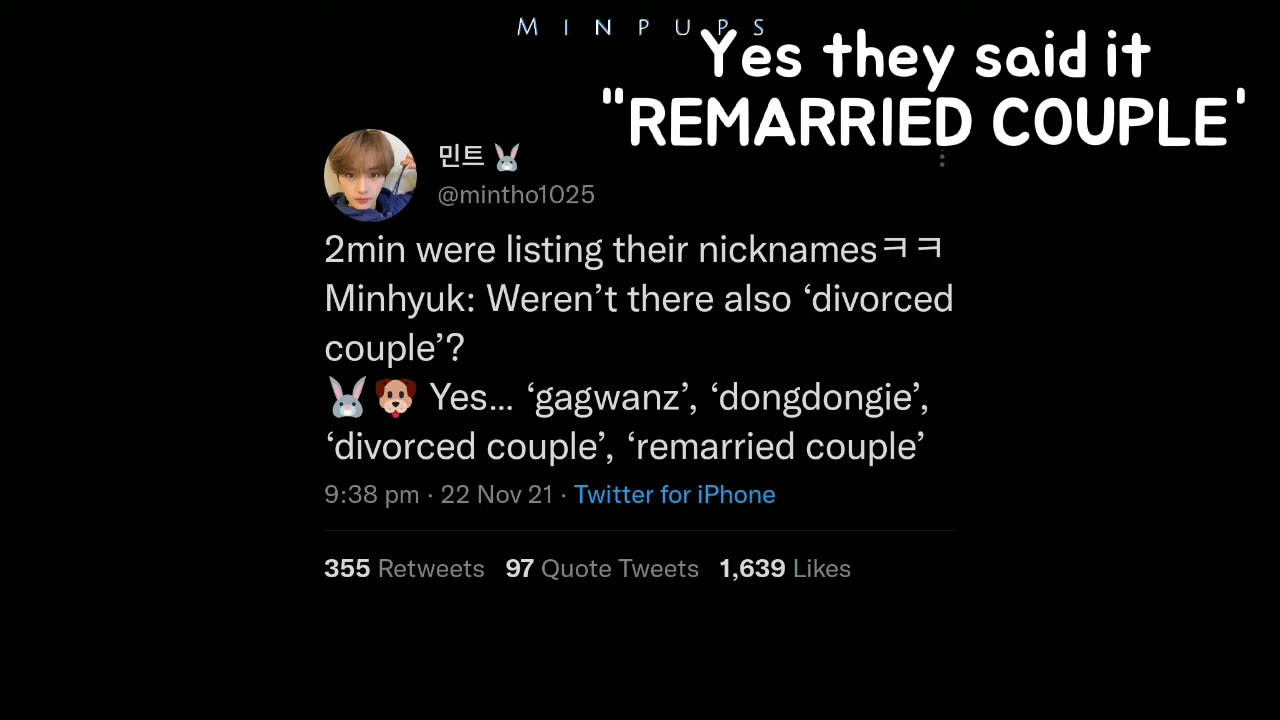 M I N P U P S
Yes they said it
"REMARRIED COUPLE'
민트 🐰
@mintho1025
2min were listing their nicknamesㅋㅋ
Minhyuk: Weren’t there also ‘divorced
couple’?
🐰🐶 Yes... ‘gagwanz’, ‘dongdongie’,
‘divorced couple’, ‘remarried couple’
9:38 pm · 22 Nov 21 · Twitter for iPhone
355 Retweets 97 Quote Tweets 1,639 Likes